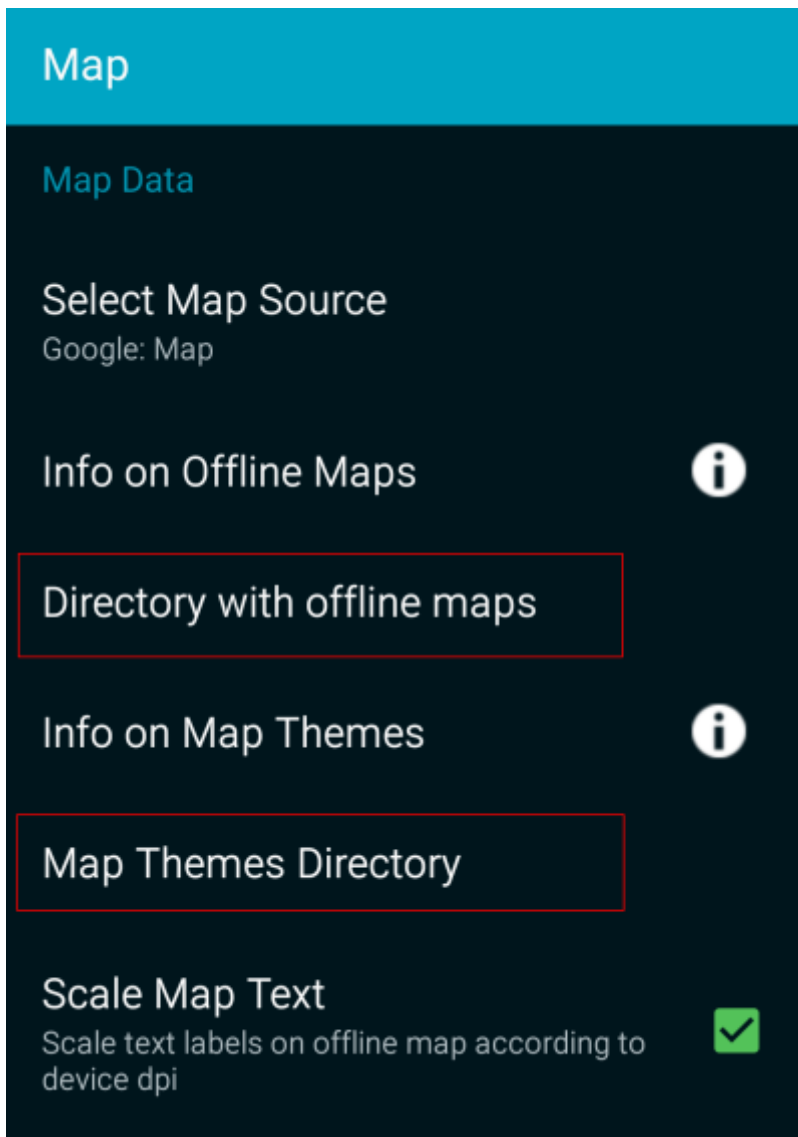 Map
Map Data
Select Map Source
Google: Map
Info on Offline Maps
Directory with offline maps
Info on Map Themes
Map Themes Directory
Scale Map Text
Scale text labels on offline map according to
device dpi